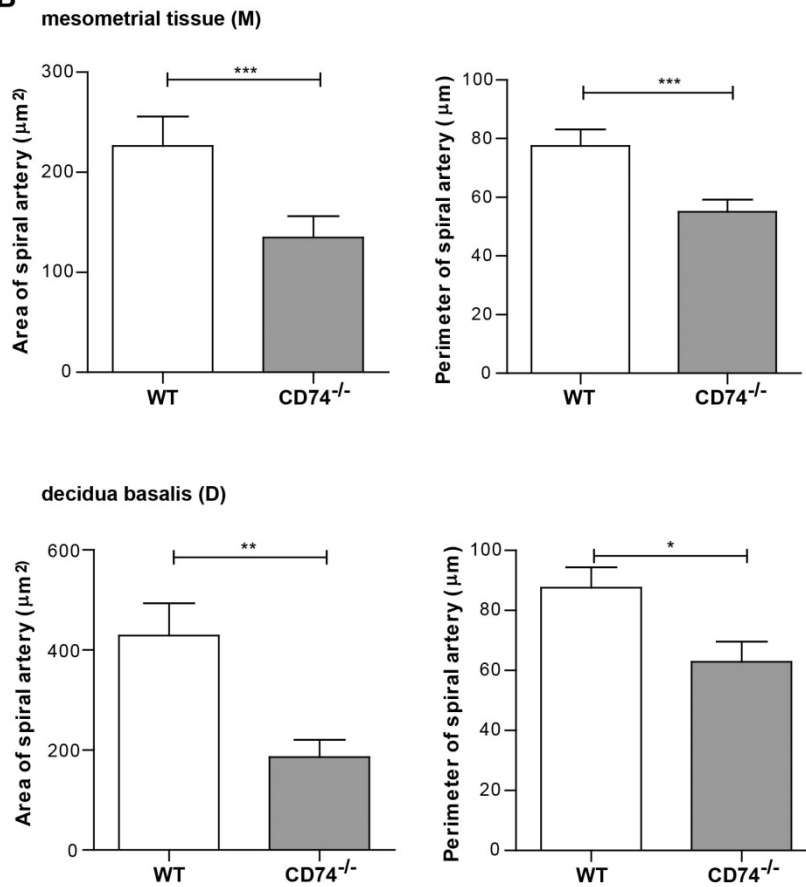 mesometrial tissue (M)
Area of spiral artery (μm²)
300
200
100
0
***
WT
CD74-/-
Perimeter of spiral artery (μm)
100
80
60
40
20
0
***
WT
CD74-/-
decidua basalis (D)
Area of spiral artery (μm²)
600
400
200
0
**
WT
CD74-/-
Perimeter of spiral artery (μm)
100
80
60
40
20
0
*
WT
CD74-/-